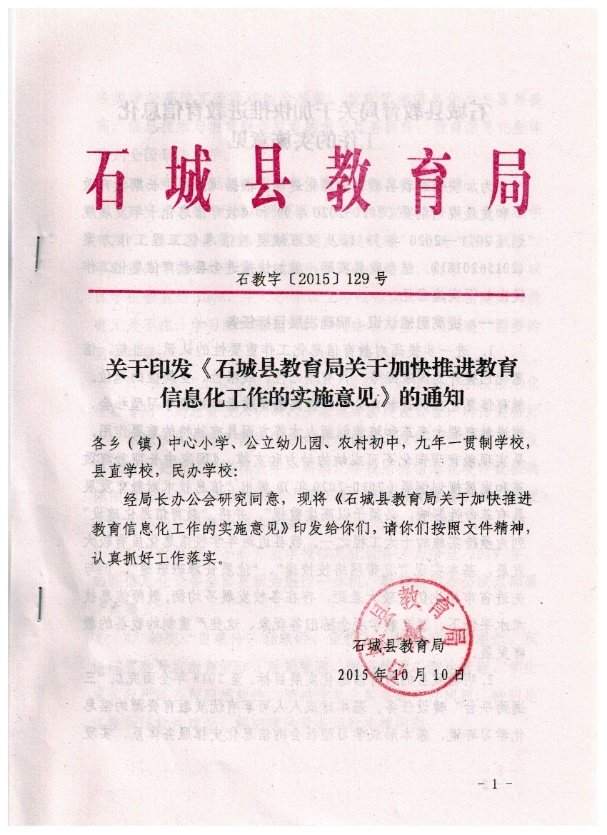 石城县教育局
石教字〔2015〕129号
关于印发《石城县教育局关于加快推进教育
信息化工作的实施意见》的通知
各乡（镇）中心小学、公立幼儿园、农村初中，九年一贯制学校，
县直学校，民办学校：
经局长办公会研究同意，现将《石城县教育局关于加快推进
教育信息化工作的实施意见》印发给你们，请你们按照文件精神，
认真抓好工作落实。
石城县教育局
石城县教育局
2015年10月10日
- 1 -